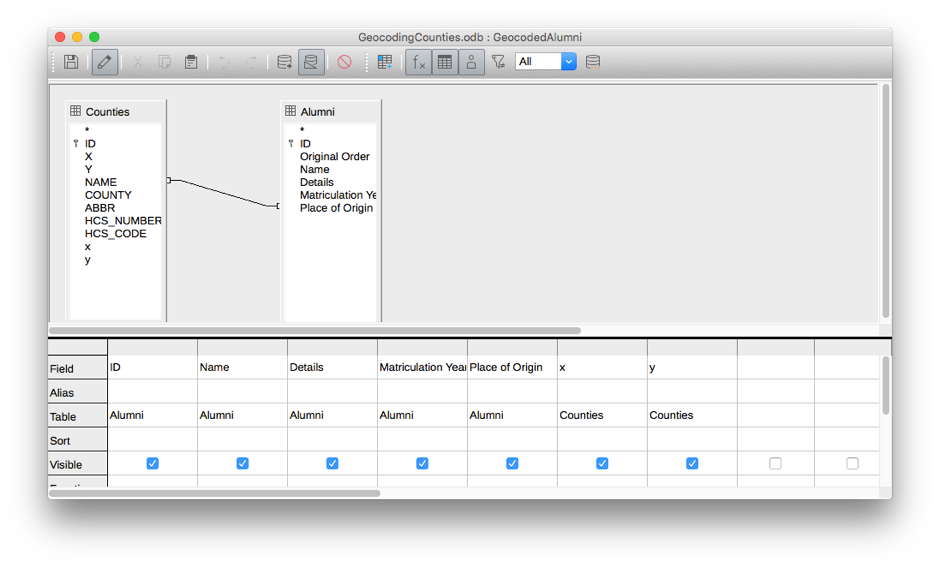 GeocodingCounties.odb : GeocodedAlumni
All
Counties
*
ID
X
Y
NAME
COUNTY
ABBR
HCS_NUMBER
HCS_CODE
x
y
Alumni
*
ID
Original Order
Name
Details
Matriculation Ye
Place of Origin
Field ID Name Details Matriculation Year Place of Origin x y
Alias
Table Alumni Alumni Alumni Alumni Alumni Counties Counties
Sort
Visible